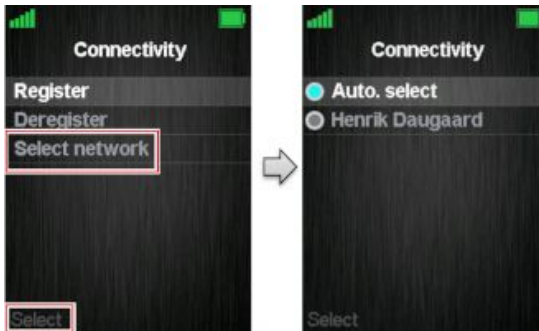 Connectivity
Register
Deregister
Select network
Select
Connectivity
Auto. select
Henrik Daugaard
Select